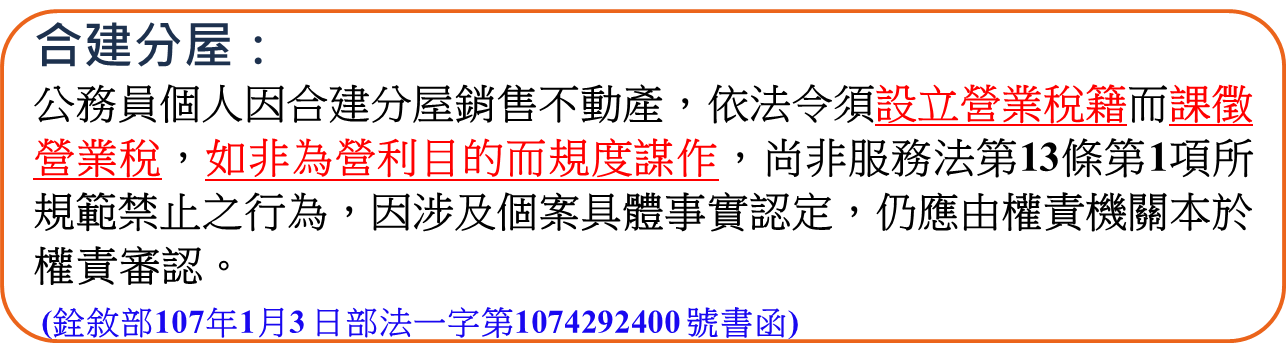 合建分屋：
公務員個人因合建分屋銷售不動產，依法令須設立營業稅籍而課徵
營業稅，如非為營利目的而規度謀作，尚非服務法第13條第1項所
規範禁止之行為，因涉及個案具體事實認定，仍應由權責機關本於
權責審認。
(銓敘部107年1月3日部法一字第1074292400號書函)